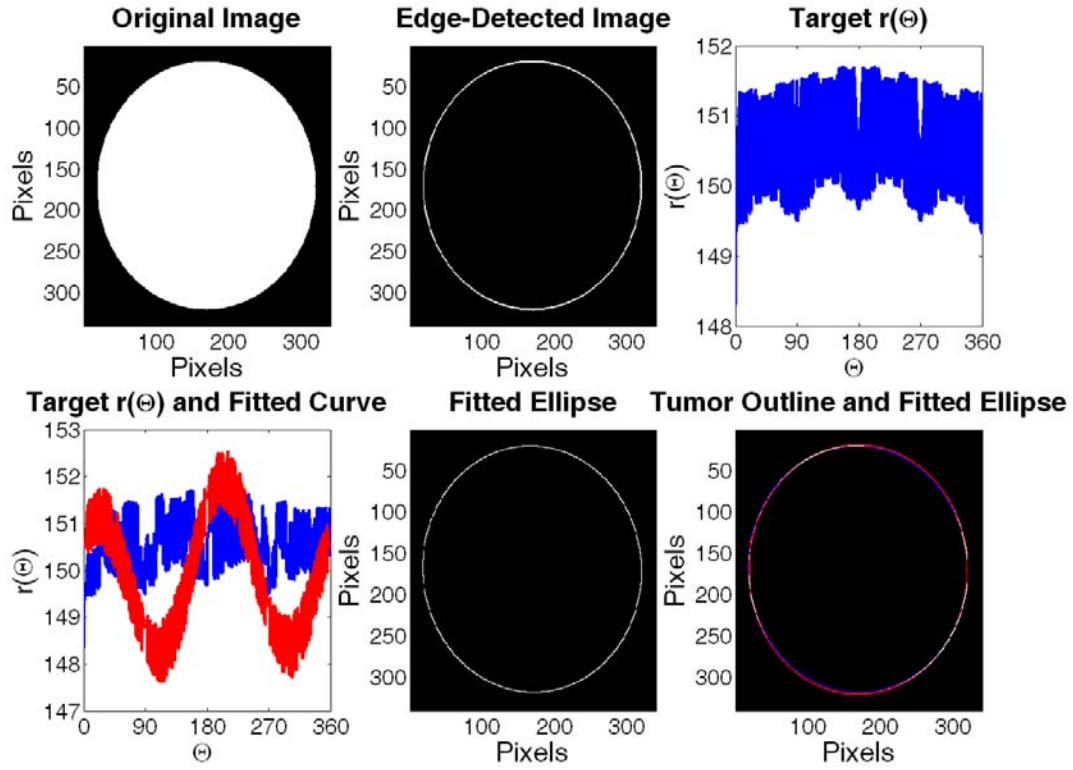 Original Image
Edge-Detected Image
Target r(Θ)
50
100
150
200
250
300
Pixels
100 200 300
Pixels
50
100
150
200
250
300
Pixels
100 200 300
Pixels
152
151
150
149
148
r(Θ)
0 90 180 270 360
Θ
Target r(Θ) and Fitted Curve
Fitted Ellipse
Tumor Outline and Fitted Ellipse
153
152
151
150
149
148
147
r(Θ)
0 90 180 270 360
Θ
50
100
150
200
250
300
Pixels
100 200 300
Pixels
50
100
150
200
250
300
Pixels
100 200 300
Pixels